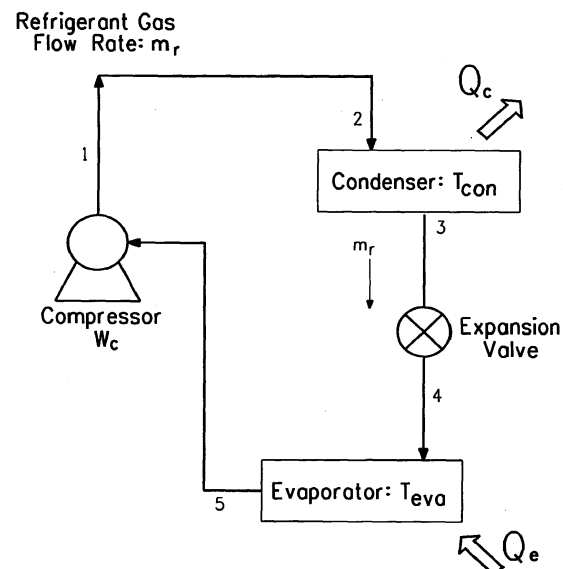 Refrigerant Gas
Flow Rate: mr
Qc
2
1
Condenser: Tcon
3
mr
Compressor
Wc
Expansion
Valve
4
Evaporator: Teva
5
Qe